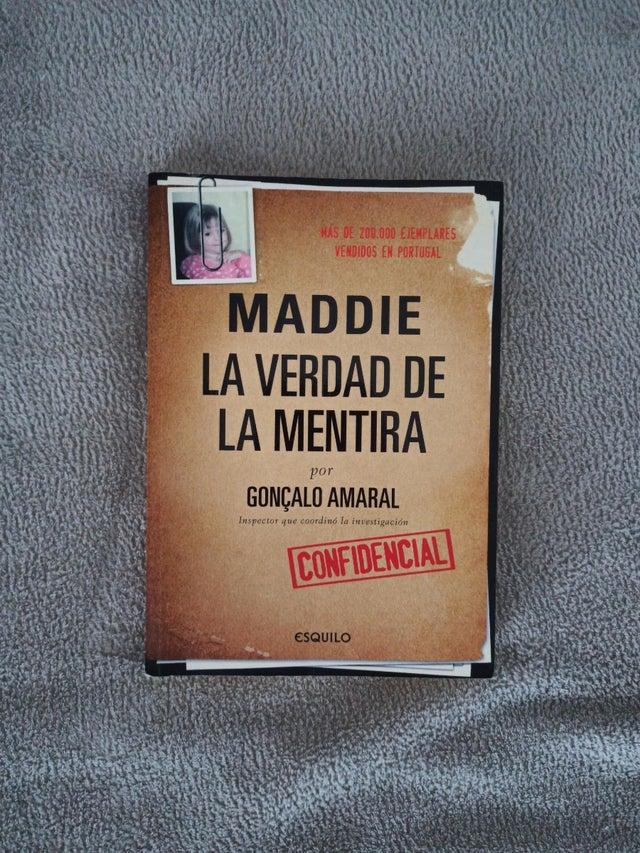 MÁS DE 200.000 EJEMPLARES
VENDIDOS EN PORTUGAL
MADDIE
LA VERDAD DE
LA MENTIRA
por
GONÇALO AMARAL
Inspector que coordinó la investigación
CONFIDENCIAL
ESQUILO